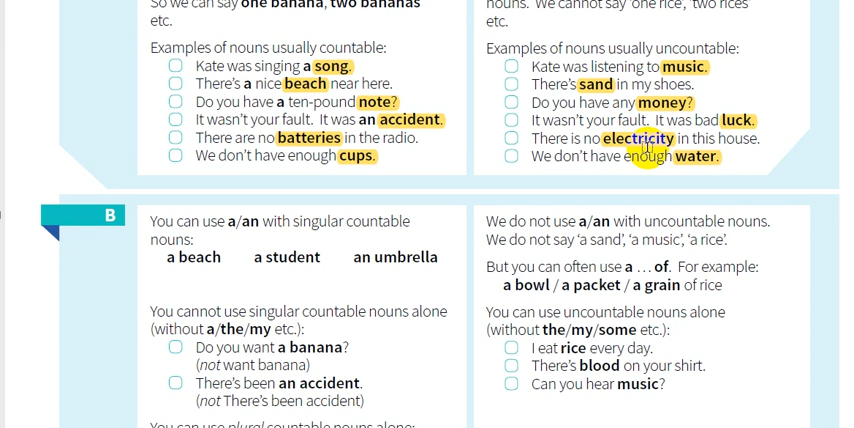 So we can say one banana, two bananas
etc.
Examples of nouns usually countable:
Kate was singing a song.
There's a nice beach near here.
Do you have a ten-pound note?
It wasn't your fault. It was an accident.
There are no batteries in the radio.
We don't have enough cups.
nouns. We cannot say 'one rice', 'two rices'
etc.
Examples of nouns usually uncountable:
Kate was listening to music.
There's sand in my shoes.
Do you have any money?
It wasn't your fault. It was bad luck.
There is no electricity in this house.
We don't have enough water.
B
You can use a/an with singular countable
nouns:
a beach a student an umbrella
You cannot use singular countable nouns alone
(without a/the/my etc.):
Do you want a banana?
(not want banana)
There's been an accident.
(not There's been accident)
You can use plural countable nouns alone:
We do not use a/an with uncountable nouns.
We do not say 'a sand', 'a music', 'a rice'.
But you can often use a … of. For example:
a bowl / a packet / a grain of rice
You can use uncountable nouns alone
(without the/my/some etc.):
I eat rice every day.
There's blood on your shirt.
Can you hear music?